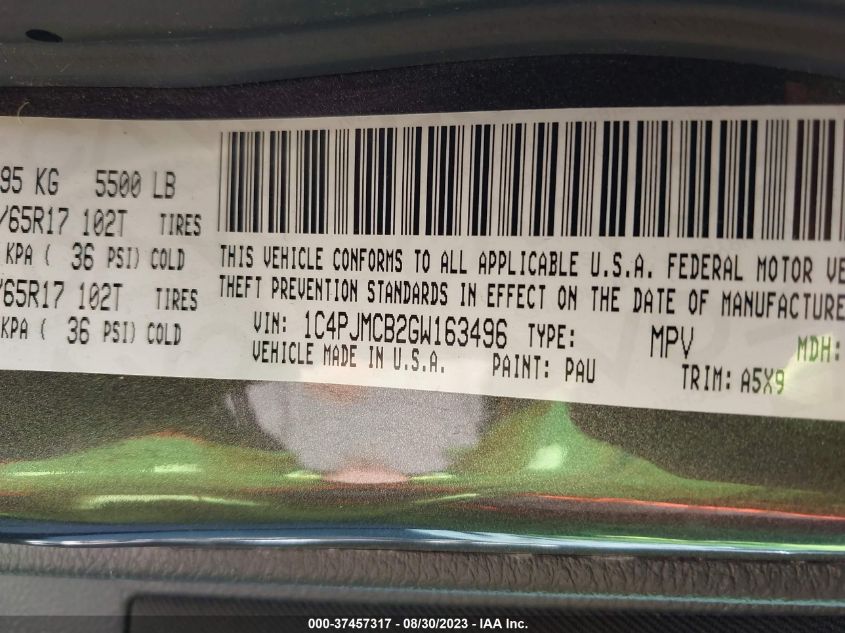 95 KG 5500 LB
/65R17 102T TIRES
KPA ( 36 PSI) COLD
/65R17 102T TIRES
KPA ( 36 PSI) COLD
THIS VEHICLE CONFORMS TO ALL APPLICABLE U.S.A. FEDERAL MOTOR VE
THEFT PREVENTION STANDARDS IN EFFECT ON THE DATE OF MANUFACTURE
VIN: 1C4PJMCB2GW163496 TYPE: MPV MDH:
VEHICLE MADE IN U.S.A. PAINT: PAU TRIM: A5X9
000-37457317 - 08/30/2023 - IAA Inc.